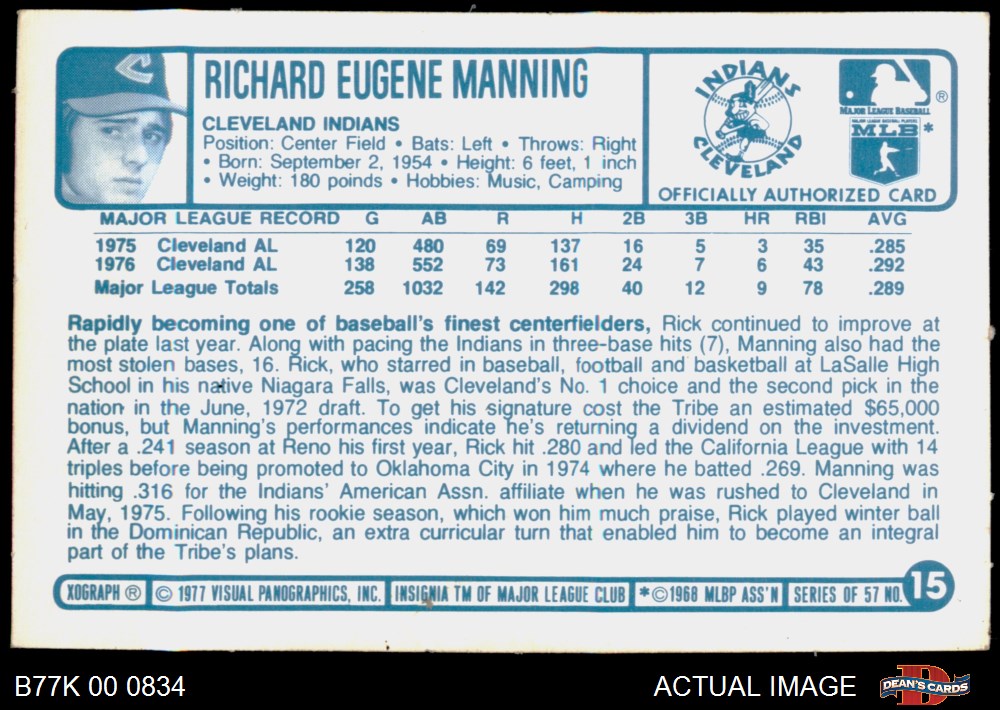 RICHARD EUGENE MANNING
CLEVELAND INDIANS
Position: Center Field • Bats: Left • Throws: Right
• Born: September 2, 1954 • Height: 6 feet, 1 inch
• Weight: 180 poinds • Hobbies: Music, Camping
C
INDIANS
CLEVELAND
®
MAJOR LEAGUE BASEBALL
MAJOR LEAGUE BASEBALL PLAYERS
MLB *
OFFICIALLY AUTHORIZED CARD
MAJOR LEAGUE RECORD G AB R H 2B 3B HR RBI AVG
1975 Cleveland AL 120 480 69 137 16 5 3 35 .285
1976 Cleveland AL 138 552 73 161 24 7 6 43 .292
Major League Totals 258 1032 142 298 40 12 9 78 .289
Rapidly becoming one of baseball's finest centerfielders, Rick continued to improve at
the plate last year. Along with pacing the Indians in three-base hits (7), Manning also had the
most stolen bases, 16. Rick, who starred in baseball, football and basketball at LaSalle High
School in his native Niagara Falls, was Cleveland's No. 1 choice and the second pick in the
nation in the June, 1972 draft. To get his signature cost the Tribe an estimated $65,000
bonus, but Manning's performances indicate he's returning a dividend on the investment.
After a .241 season at Reno his first year, Rick hit .280 and led the California League with 14
triples before being promoted to Oklahoma City in 1974 where he batted .269. Manning was
hitting .316 for the Indians' American Assn. affiliate when he was rushed to Cleveland in
May, 1975. Following his rookie season, which won him much praise, Rick played winter ball
in the Dominican Republic, an extra curricular turn that enabled him to become an integral
part of the Tribe's plans.
XOGRAPH ® © 1977 VISUAL PANOGRAPHICS, INC. INSIGNIA TM OF MAJOR LEAGUE CLUB *©1968 MLBP ASS'N SERIES OF 57 NO. 15
B77K 00 0834 ACTUAL IMAGE D DEAN'S CARDS